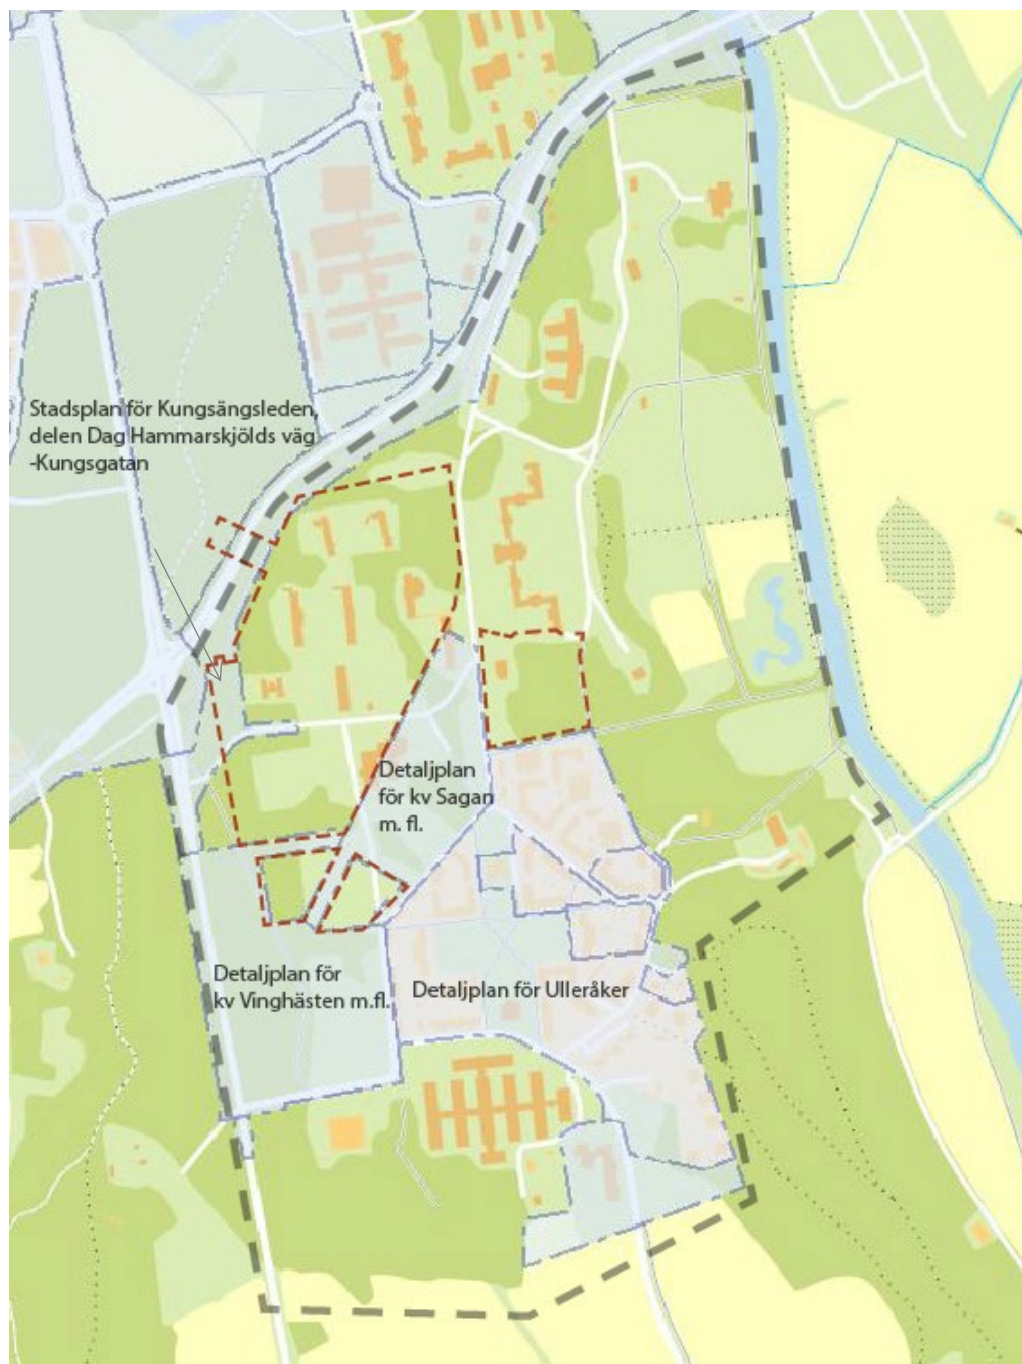 Stadsplan för Kungsängsleden,
delen Dag Hammarskjölds väg
-Kungsgatan
Detaljplan
för kv Sagan
m. fl.
Detaljplan för
kv Vinghästen m.fl.
Detaljplan för Ulleråker